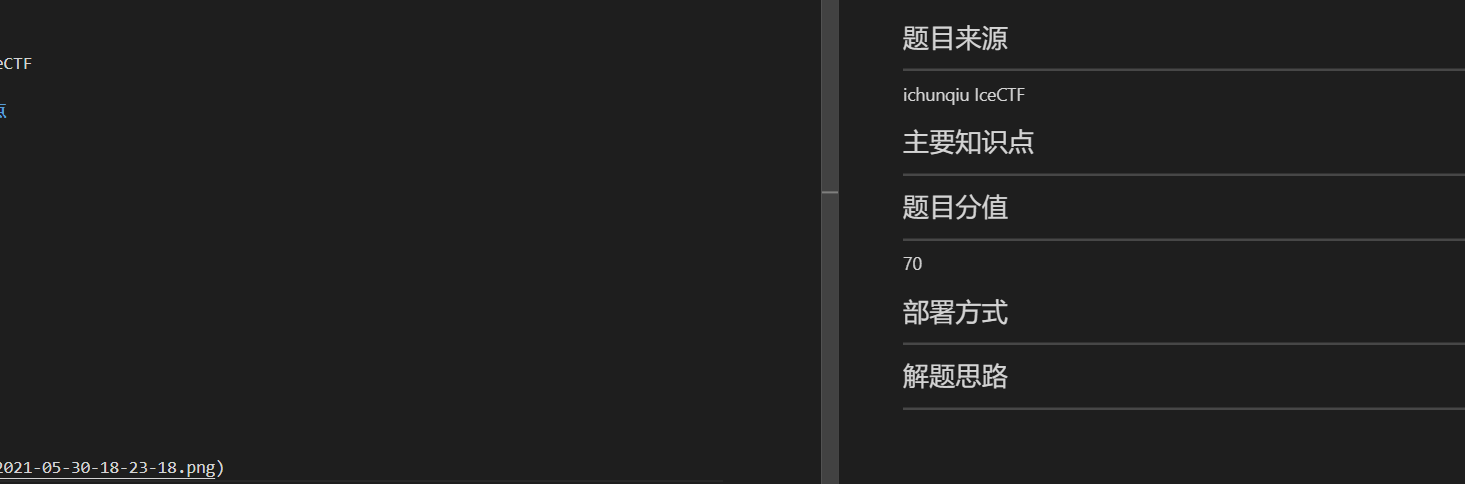 eCTF
点
2021-05-30-18-23-18.png)
题目来源
ichunqiu IceCTF
主要知识点
题目分值
70
部署方式
解题思路